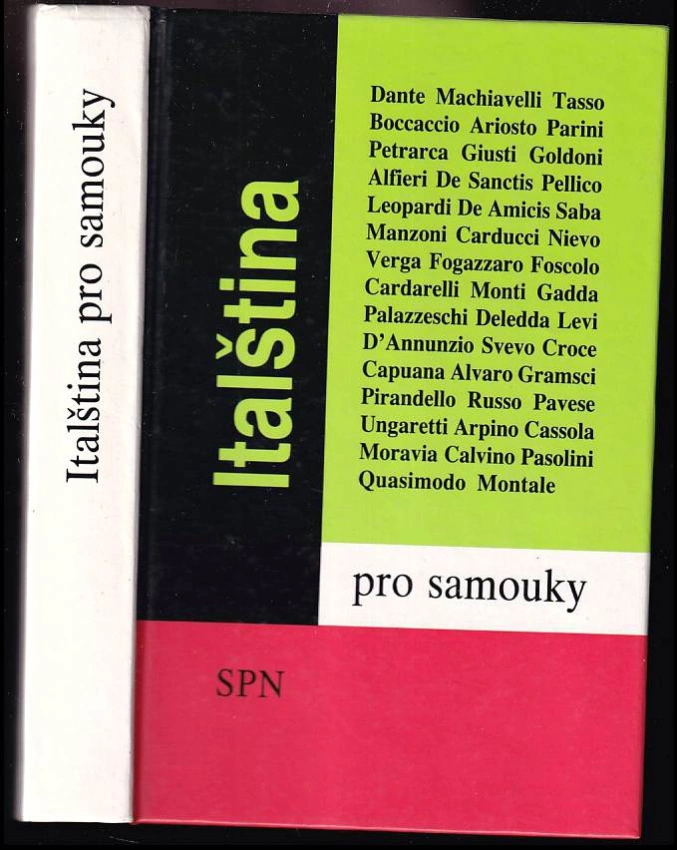 Italština pro samouky
Italština
Dante Machiavelli Tasso
Boccaccio Ariosto Parini
Petrarca Giusti Goldoni
Alfieri De Sanctis Pellico
Leopardi De Amicis Saba
Manzoni Carducci Nievo
Verga Fogazzaro Foscolo
Cardarelli Monti Gadda
Palazzeschi Deledda Levi
D'Annunzio Svevo Croce
Capuana Alvaro Gramsci
Pirandello Russo Pavese
Ungaretti Arpino Cassola
Moravia Calvino Pasolini
Quasimodo Montale
pro samouky
SPN